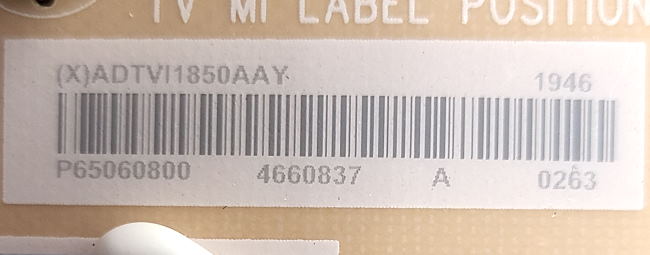 TV MI LABEL POSITION
(X)ADTVI1850AAY 1946
P65060800 4660837 A 0263